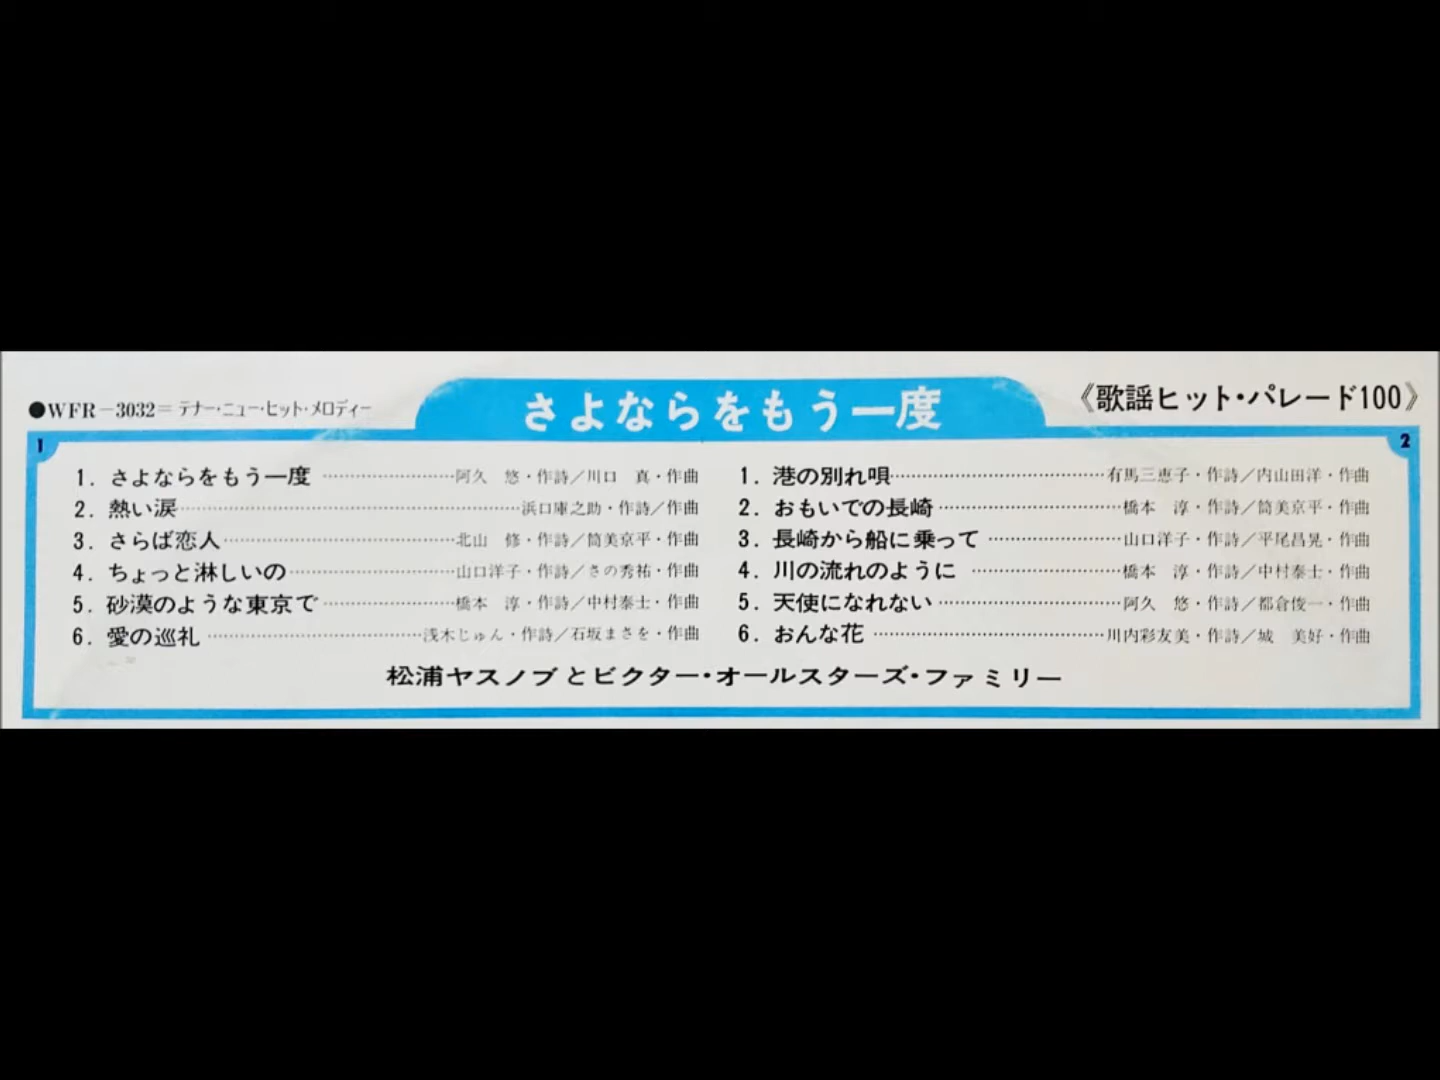 ●WFR-3032=テナー・ニュー・ヒット・メロディー
さよならをもう一度
《歌謡ヒット・パレード100》
1
1. さよならをもう一度…………………阿久 悠・作詩／川口 真・作曲
2. 熱い涙…………………浜口庫之助・作詩／作曲
3. さらば恋人…………………北山 修・作詩／筒美京平・作曲
4. ちょっと淋しいの…………………山口洋子・作詩／さの秀祐・作曲
5. 砂漠のような東京で…………………橋本 淳・作詩／中村泰士・作曲
6. 愛の巡礼…………………浅木じゅん・作詩／石坂まさを・作曲
2
1. 港の別れ唄…………………有馬三恵子・作詩／内山田洋・作曲
2. おもいでの長崎…………………橋本 淳・作詩／筒美京平・作曲
3. 長崎から船に乗って…………………山口洋子・作詩／平尾昌晃・作曲
4. 川の流れのように…………………橋本 淳・作詩／中村泰士・作曲
5. 天使になれない…………………阿久 悠・作詩／都倉俊一・作曲
6. おんな花…………………川内彩友美・作詩／城 美好・作曲
松浦ヤスノブとビクター・オールスターズ・ファミリー